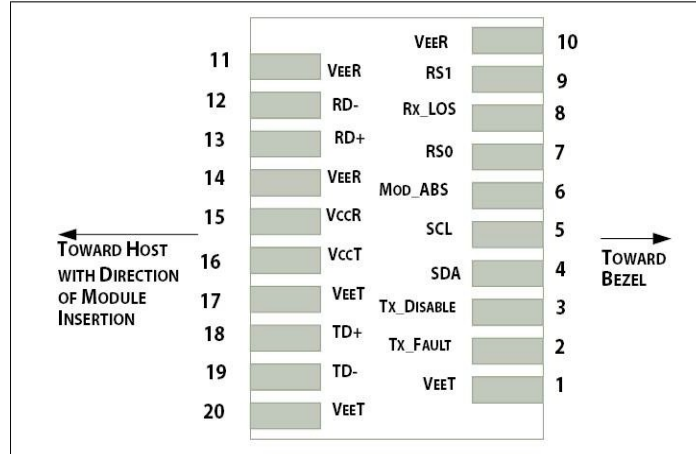 VEER 10
11 VEER
RS1 9
12 RD-
RX_LOS 8
13 RD+
RS0 7
14 VEER
MOD_ABS 6
15 VCCR
SCL 5
16 VCCT
SDA 4
17 VEET
TX_DISABLE 3
18 TD+
TX_FAULT 2
19 TD-
VEET 1
20 VEET
TOWARD HOST
WITH DIRECTION
OF MODULE
INSERTION
TOWARD
BEZEL